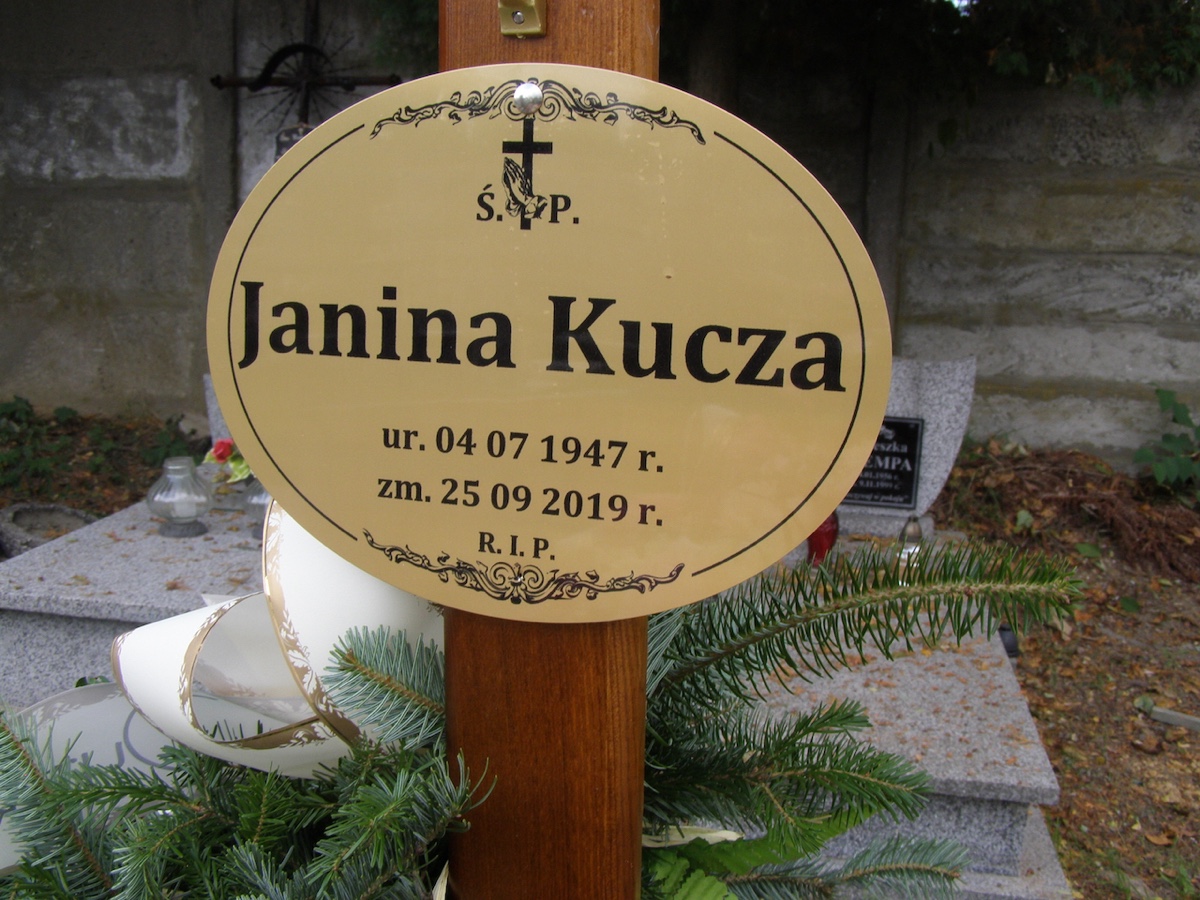 Ś. P.
Janina Kucza
ur. 04 07 1947 r.
zm. 25 09 2019 r.
R. I. P.